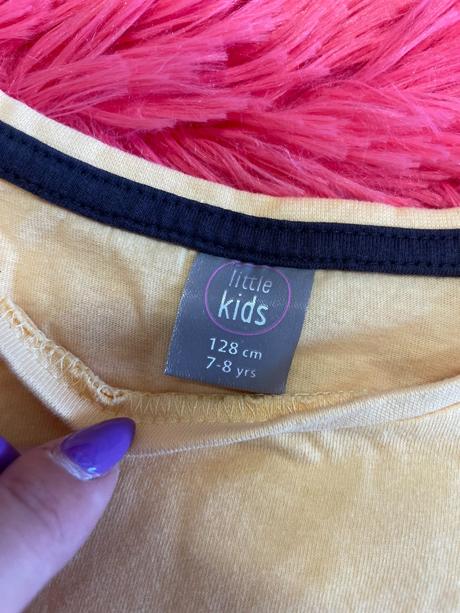 little
kids
128 cm
7-8 yrs